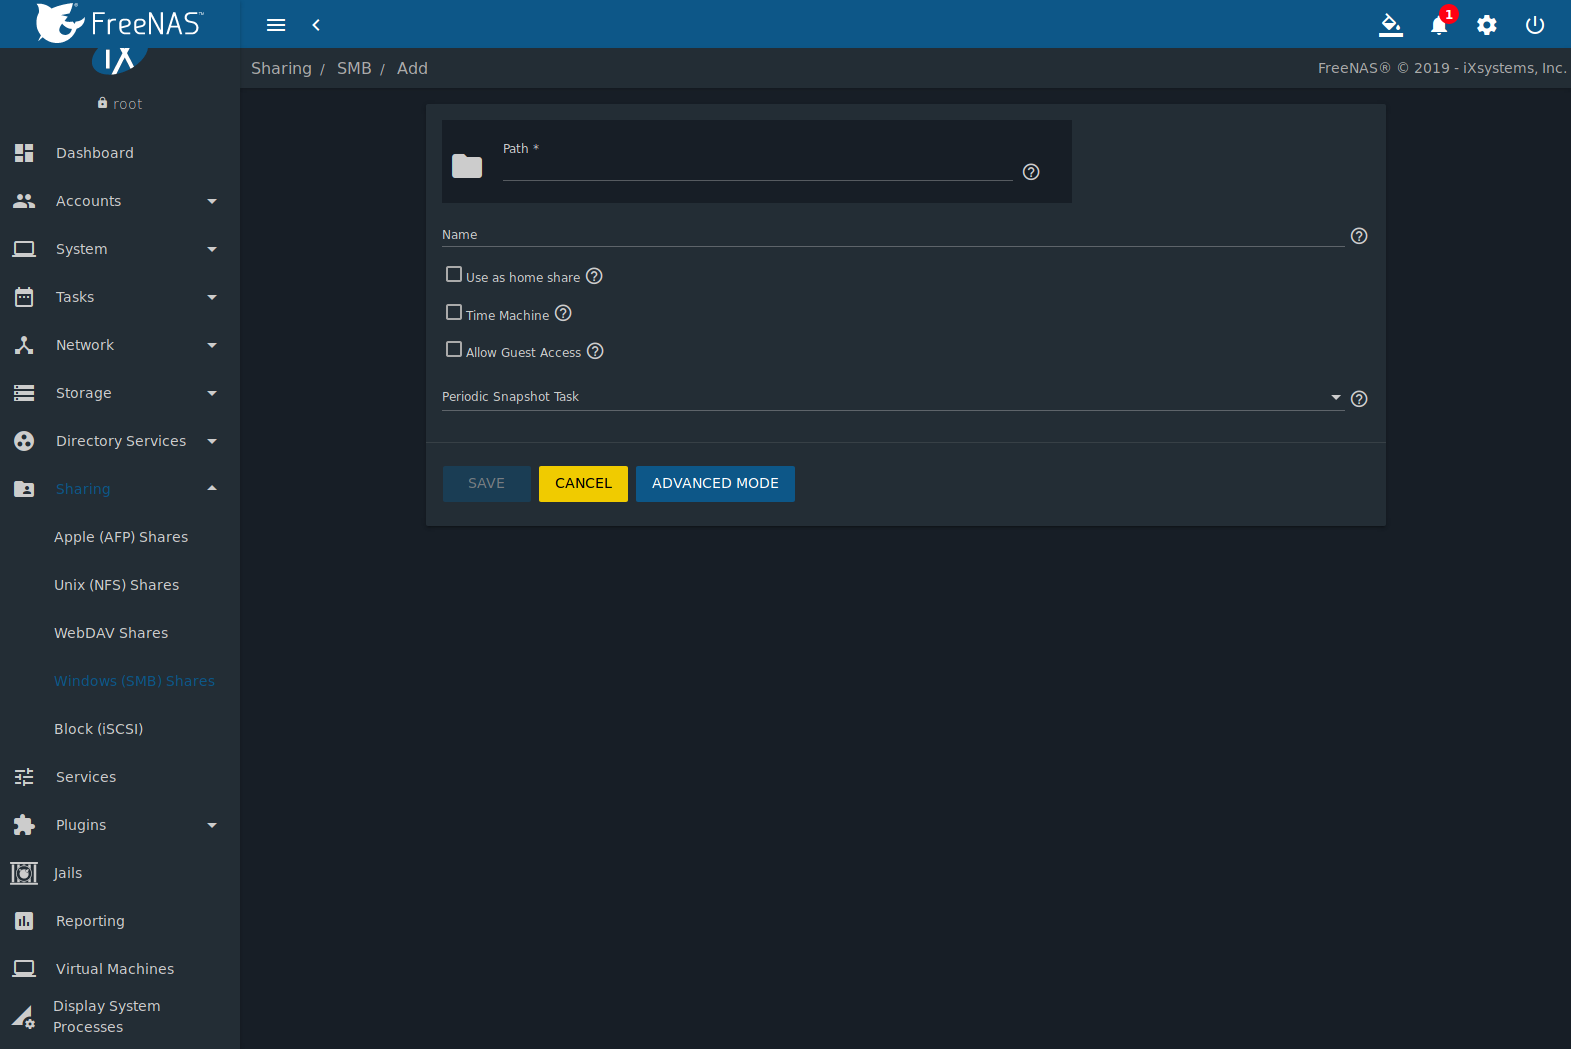 FreeNAS™
1
iX
Sharing / SMB / Add
FreeNAS® © 2019 - iXsystems, Inc.
root
Dashboard
Accounts
System
Tasks
Network
Storage
Directory Services
Sharing
Apple (AFP) Shares
Unix (NFS) Shares
WebDAV Shares
Windows (SMB) Shares
Block (iSCSI)
Services
Plugins
Jails
Reporting
Virtual Machines
Display System
Processes
Path *
Name
Use as home share
Time Machine
Allow Guest Access
Periodic Snapshot Task
SAVE
CANCEL
ADVANCED MODE